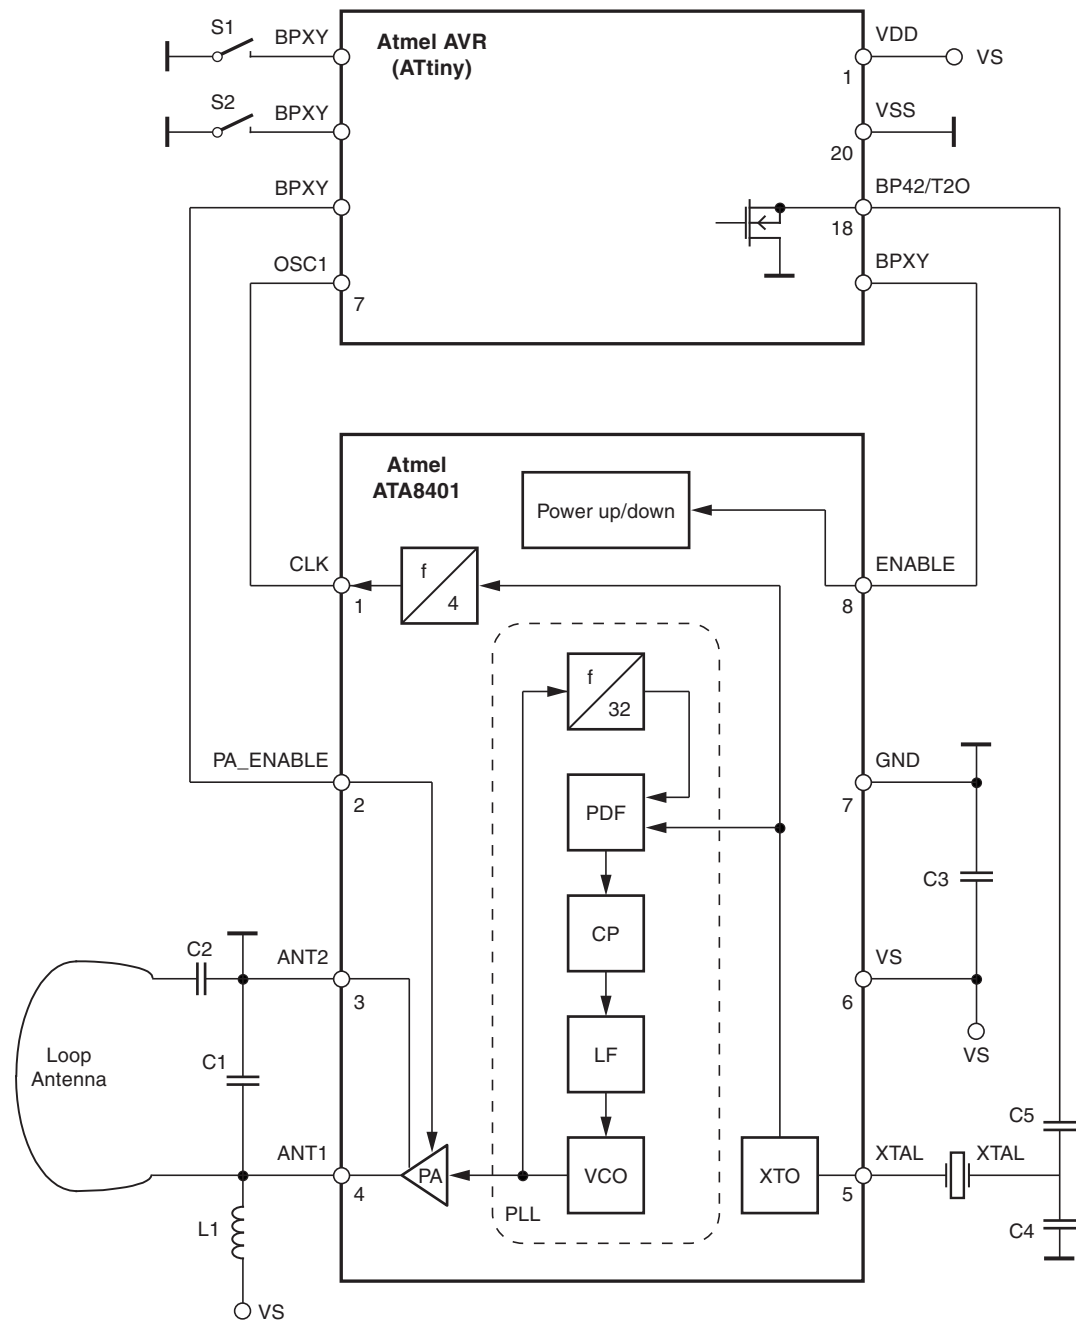 S1
BPXY
Atmel AVR
(ATtiny)
VDD
1
VS
S2
BPXY
VSS
20
BPXY
BP42/T2O
18
OSC1
7
BPXY
Atmel
ATA8401
Power up/down
CLK
1
f
4
ENABLE
8
f
32
PA_ENABLE
2
GND
7
PDF
C3
CP
C2
ANT2
3
VS
6
VS
Loop
Antenna
C1
LF
C5
ANT1
4
PA
VCO
XTO
XTAL
5
XTAL
PLL
L1
C4
VS